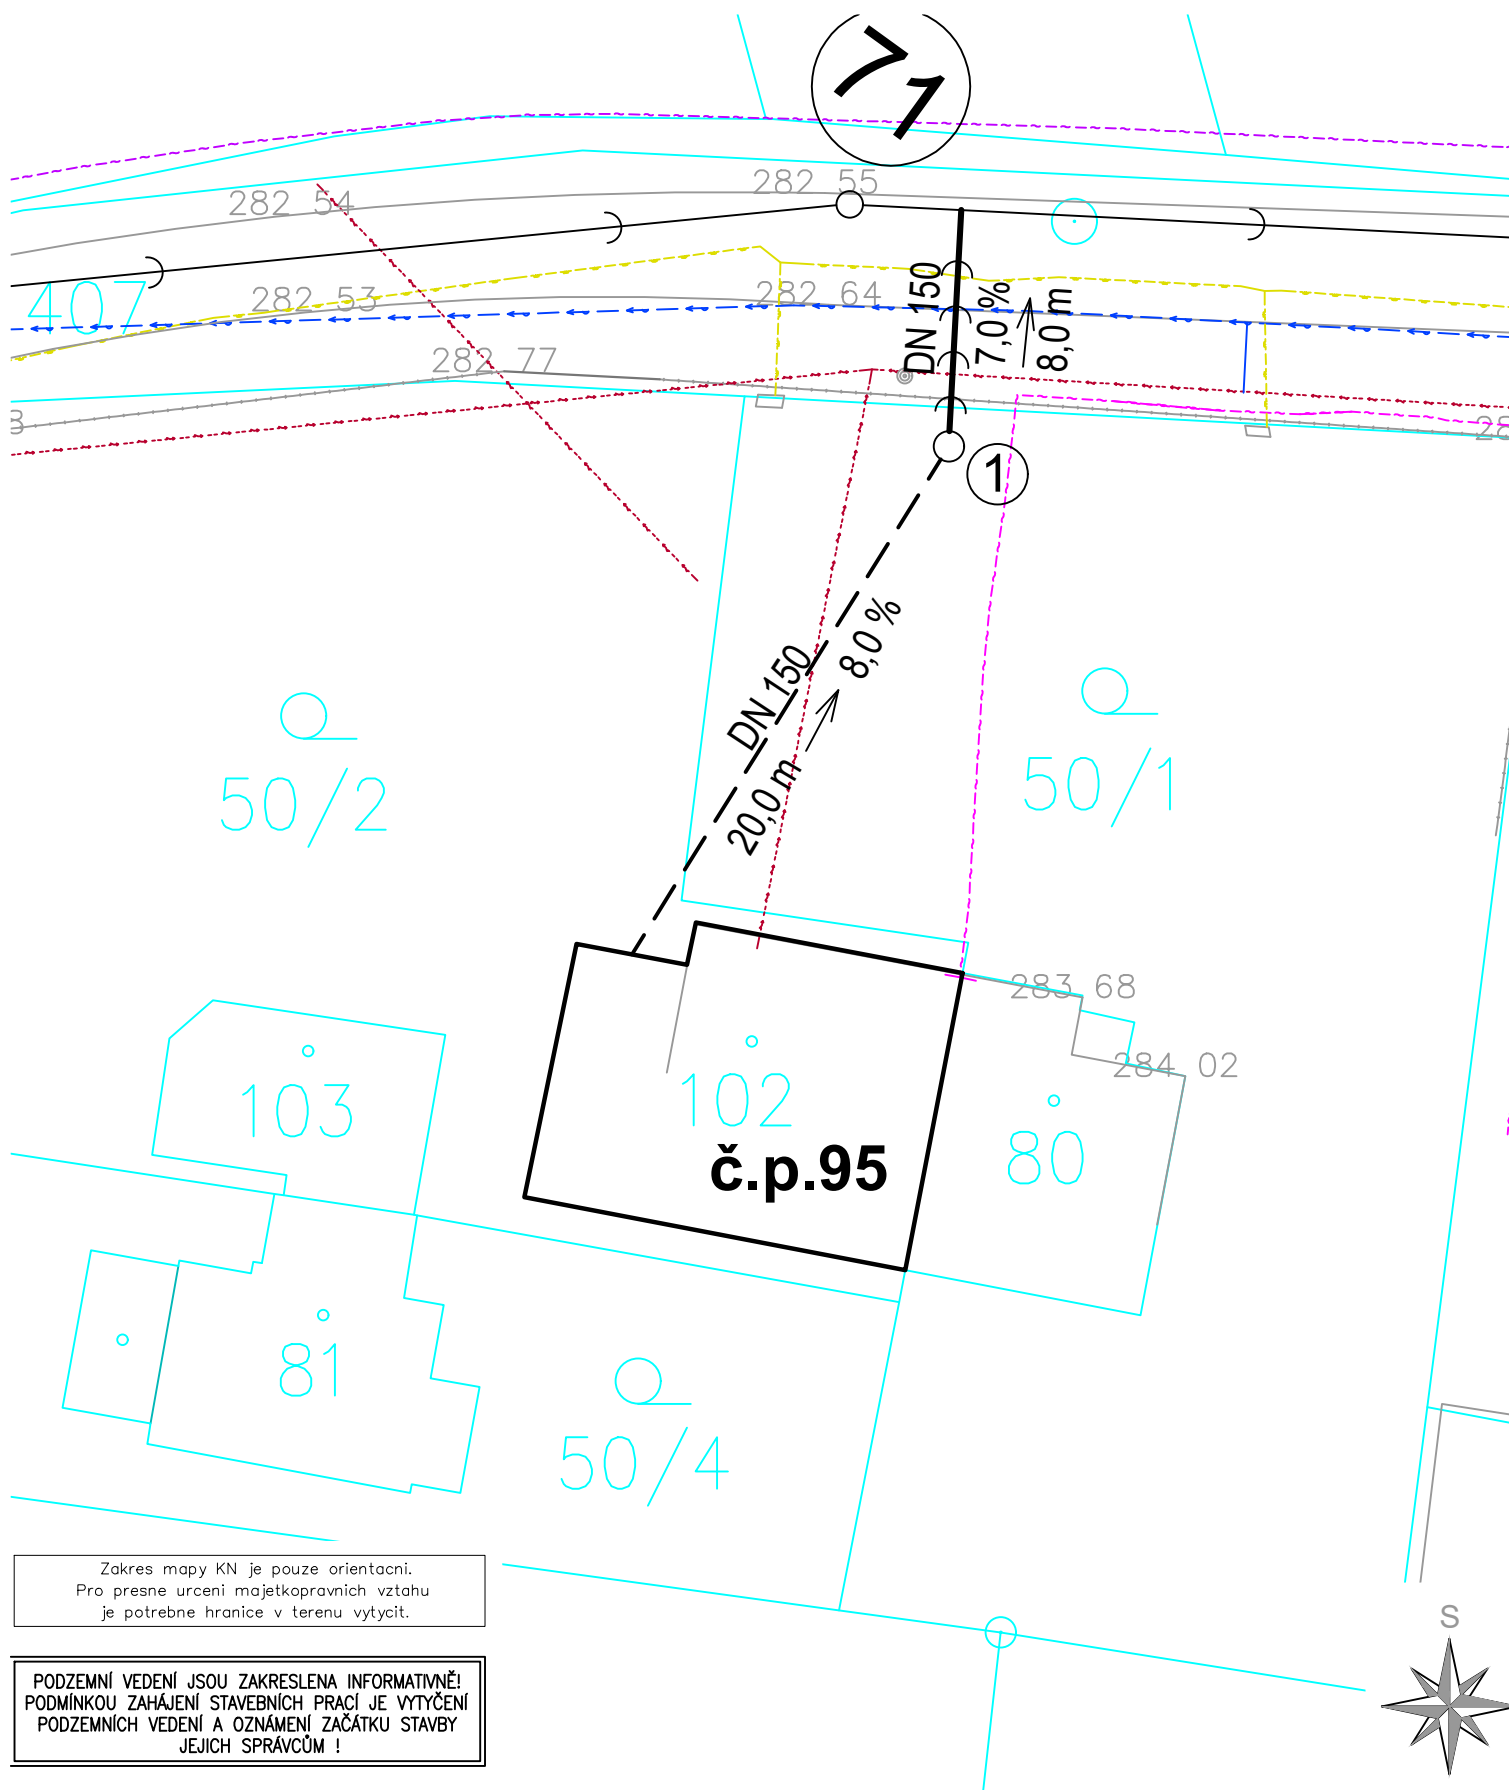 71
282 55
282 54
407
282 53
282 64
DN 150
7,0 %
8,0 m
282 77
1
DN 150
8,0 %
20,0 m
50/2
50/1
283 68
284 02
102
č.p.95
103
80
81
50/4
Zakres mapy KN je pouze orientacni.
Pro presne urceni majetkopravnich vztahu
je potrebne hranice v terenu vytycit.
S
PODZEMNÍ VEDENÍ JSOU ZAKRESLENA INFORMATIVNĚ!
PODMÍNKOU ZAHÁJENÍ STAVEBNÍCH PRACÍ JE VYTYČENÍ
PODZEMNÍCH VEDENÍ A OZNÁMENÍ ZAČÁTKU STAVBY
JEJICH SPRÁVCŮM !